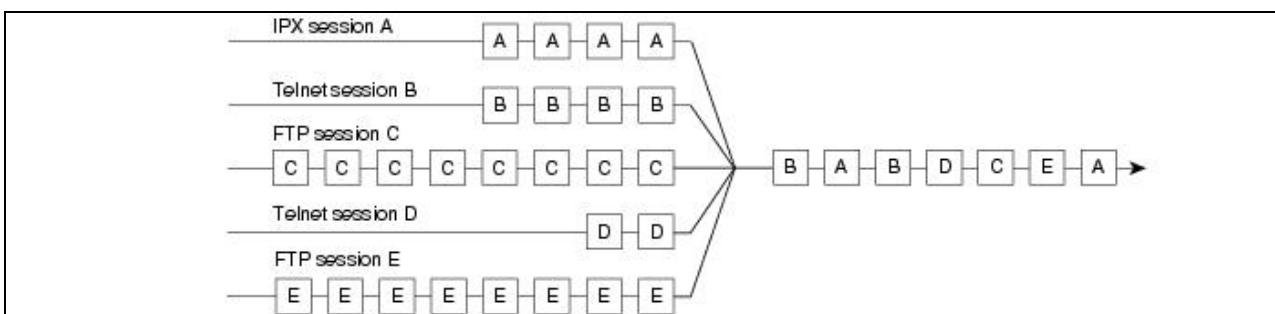 IPX session A
A A A A
Telnet session B
B B B B
FTP session C
C C C C C C C C
B A B D C E A
Telnet session D
D D
FTP session E
E E E E E E E E